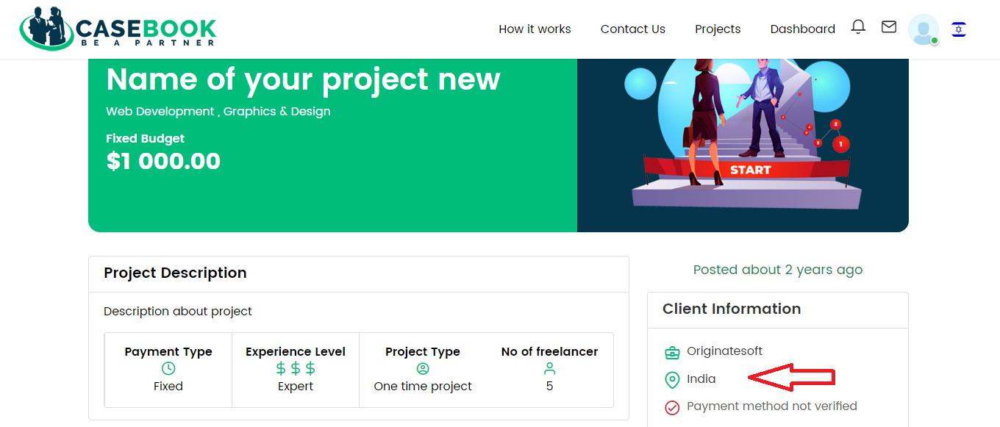 CASEBOOK
BE A PARTNER
How it works
Contact Us
Projects
Dashboard
Name of your project new
Web Development , Graphics & Design
Fixed Budget
$1 000.00
2
4
5
3
1
START
Project Description
Description about project
Payment Type
Fixed
Experience Level
$ $ $
Expert
Project Type
One time project
No of freelancer
5
Posted about 2 years ago
Client Information
Originatesoft
India
Payment method not verified